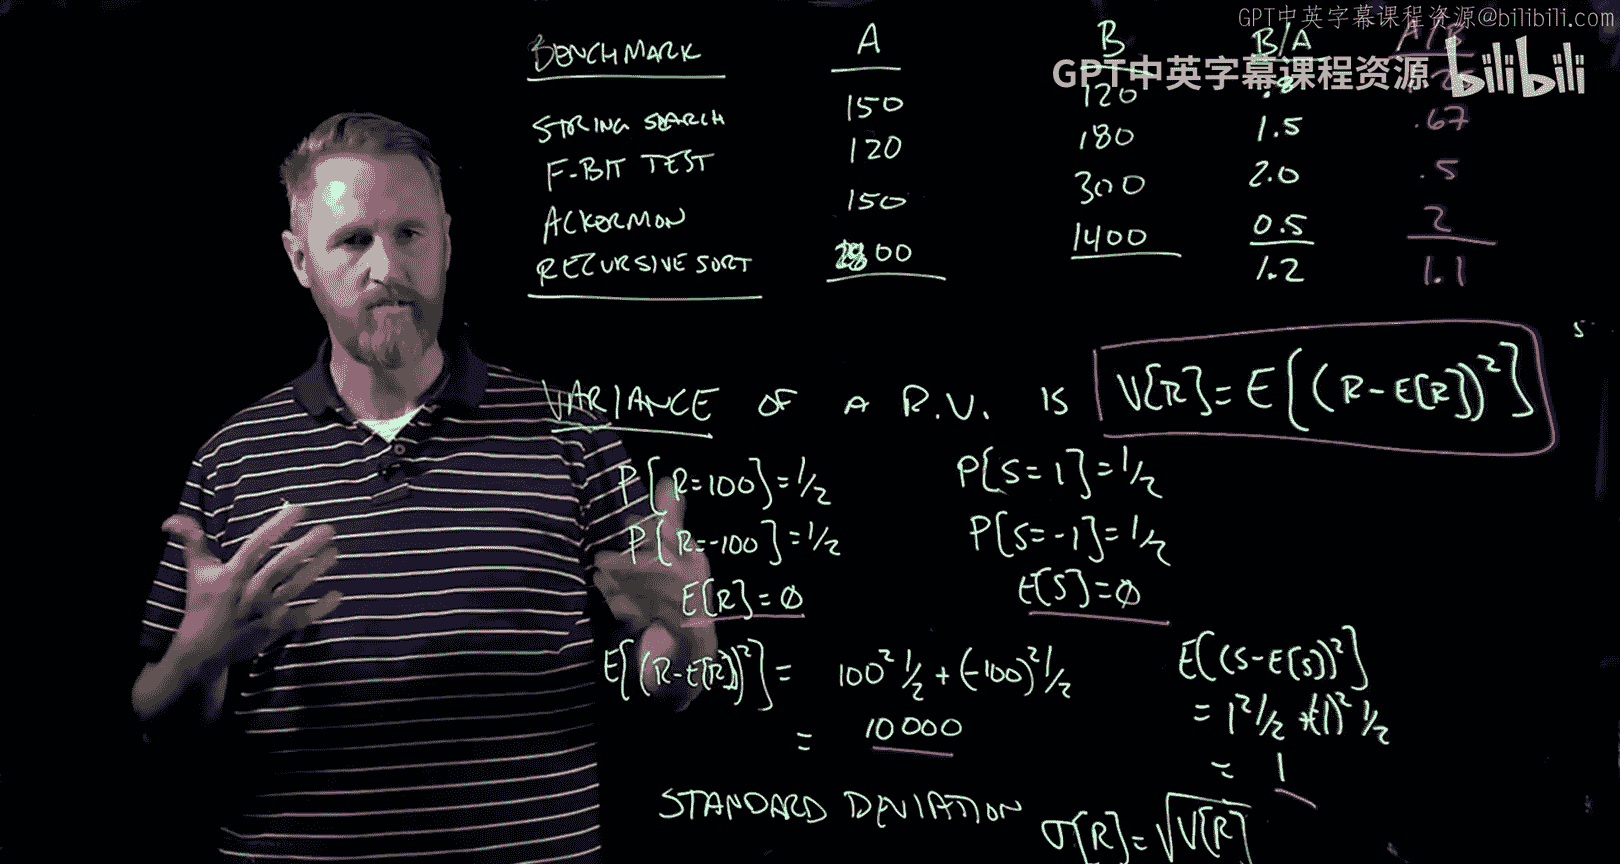 GPT中英字幕课程资源@bilibili.com
GPT中英字幕课程资源 bilibili
BENCHMARK A B B/A A/B
STRING SEARCH 150 120
F-BIT TEST 120 180 1.5 .67
ACKERMON 150 300 2.0 .5
RECURSIVE SORT 00 1400 0.5 2
1.2 1.1
VARIANCE OF A R.V. IS V[R]=E[(R-E[R])²]
P[R=100]=1/2 P[S=1]=1/2
P[R=-100]=1/2 P[S=-1]=1/2
E[R]=0 E[S]=0
E[(R-E[R])²]= 100² 1/2 + (-100)² 1/2 E[(S-E[S])²]
= 10000 = 1² 1/2 + (-1)² 1/2
= 1
STANDARD DEVIATION σ[R]=√V[R]